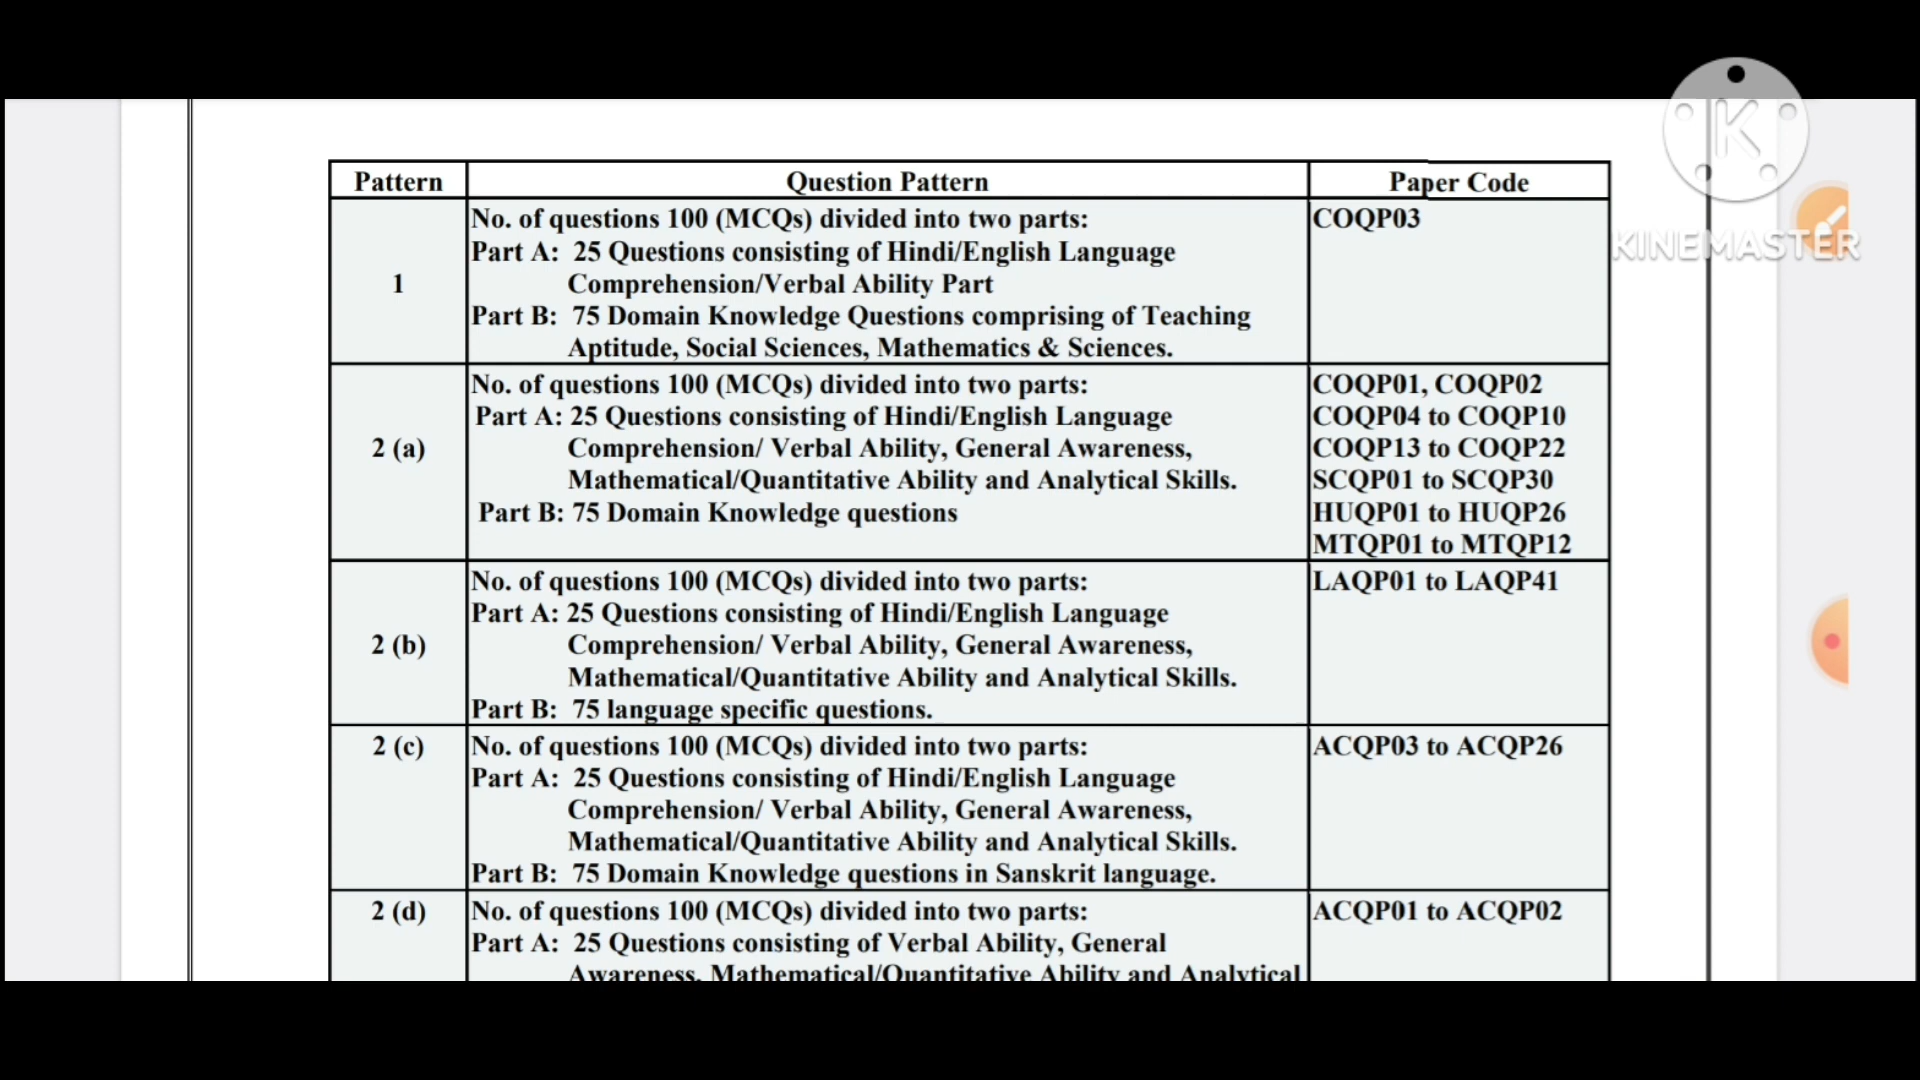 K
KINEMASTER
Pattern Question Pattern Paper Code
1
No. of questions 100 (MCQs) divided into two parts:
Part A: 25 Questions consisting of Hindi/English Language
Comprehension/Verbal Ability Part
Part B: 75 Domain Knowledge Questions comprising of Teaching
Aptitude, Social Sciences, Mathematics & Sciences.
COQP03
2 (a)
No. of questions 100 (MCQs) divided into two parts:
Part A: 25 Questions consisting of Hindi/English Language
Comprehension/ Verbal Ability, General Awareness,
Mathematical/Quantitative Ability and Analytical Skills.
Part B: 75 Domain Knowledge questions
COQP01, COQP02
COQP04 to COQP10
COQP13 to COQP22
SCQP01 to SCQP30
HUQP01 to HUQP26
MTQP01 to MTQP12
2 (b)
No. of questions 100 (MCQs) divided into two parts:
Part A: 25 Questions consisting of Hindi/English Language
Comprehension/ Verbal Ability, General Awareness,
Mathematical/Quantitative Ability and Analytical Skills.
Part B: 75 language specific questions.
LAQP01 to LAQP41
2 (c)
No. of questions 100 (MCQs) divided into two parts:
Part A: 25 Questions consisting of Hindi/English Language
Comprehension/ Verbal Ability, General Awareness,
Mathematical/Quantitative Ability and Analytical Skills.
Part B: 75 Domain Knowledge questions in Sanskrit language.
ACQP03 to ACQP26
2 (d)
No. of questions 100 (MCQs) divided into two parts:
Part A: 25 Questions consisting of Verbal Ability, General
Awareness, Mathematical/Quantitative Ability and Analytical
ACQP01 to ACQP02